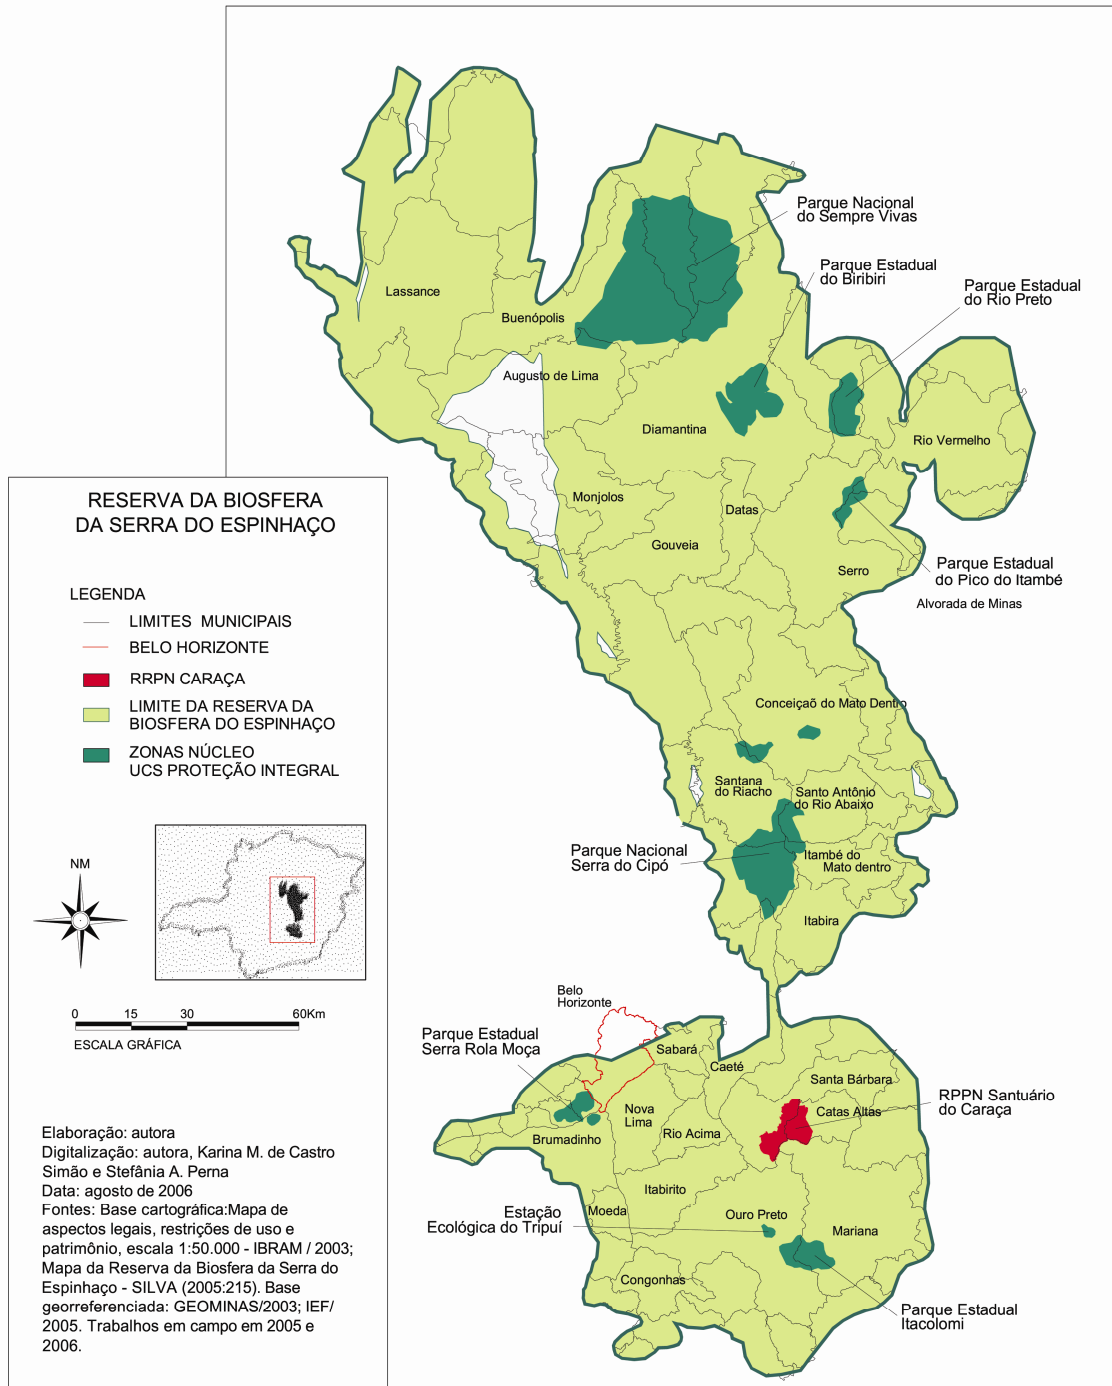 Parque Nacional
do Sempre Vivas
Parque Estadual
do Biribiri
Parque Estadual
do Rio Preto
Lassance
Buenópolis
Augusto de Lima
Diamantina
Rio Vermelho
Monjolos
Datas
Gouveia
Serro
Parque Estadual
do Pico do Itambé
Alvorada de Minas
RESERVA DA BIOSFERA
DA SERRA DO ESPINHAÇO
LEGENDA
LIMITES MUNICIPAIS
BELO HORIZONTE
RRPN CARAÇA
LIMITE DA RESERVA DA
BIOSFERA DO ESPINHAÇO
ZONAS NÚCLEO
UCS PROTEÇÃO INTEGRAL
Conceiçaõ do Mato Dentro
Santana
do Riacho
Santo Antônio
do Rio Abaixo
Parque Nacional
Serra do Cipó
Itambé do
Mato dentro
Itabira
NM
0 15 30 60Km
ESCALA GRÁFICA
Belo
Horizonte
Parque Estadual
Serra Rola Moça
Sabará
Caeté
Santa Bárbara
RPPN Santuário
do Caraça
Catas Altas
Nova
Lima
Rio Acima
Brumadinho
Itabirito
Moeda
Estação
Ecológica do Tripuí
Ouro Preto
Mariana
Congonhas
Parque Estadual
Itacolomi
Elaboração: autora
Digitalização: autora, Karina M. de Castro
Simão e Stefânia A. Perna
Data: agosto de 2006
Fontes: Base cartográfica:Mapa de
aspectos legais, restrições de uso e
patrimônio, escala 1:50.000 - IBRAM / 2003;
Mapa da Reserva da Biosfera da Serra do
Espinhaço - SILVA (2005:215). Base
georreferenciada: GEOMINAS/2003; IEF/
2005. Trabalhos em campo em 2005 e
2006.